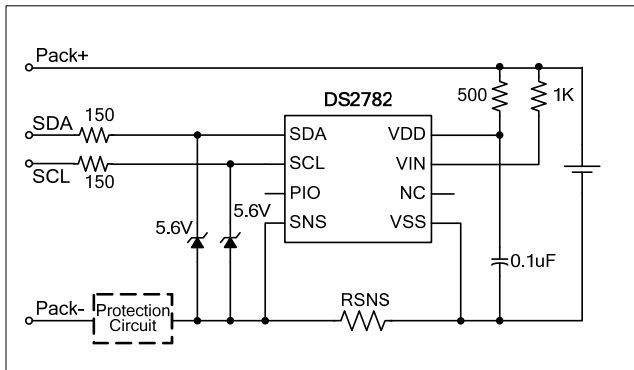 Pack+
500
1K
DS2782
150
SDA
SDA
VDD
SCL
150
SCL
VIN
PIO
NC
5.6V
5.6V
SNS
VSS
0.1uF
RSNS
Pack-
Protection
Circuit